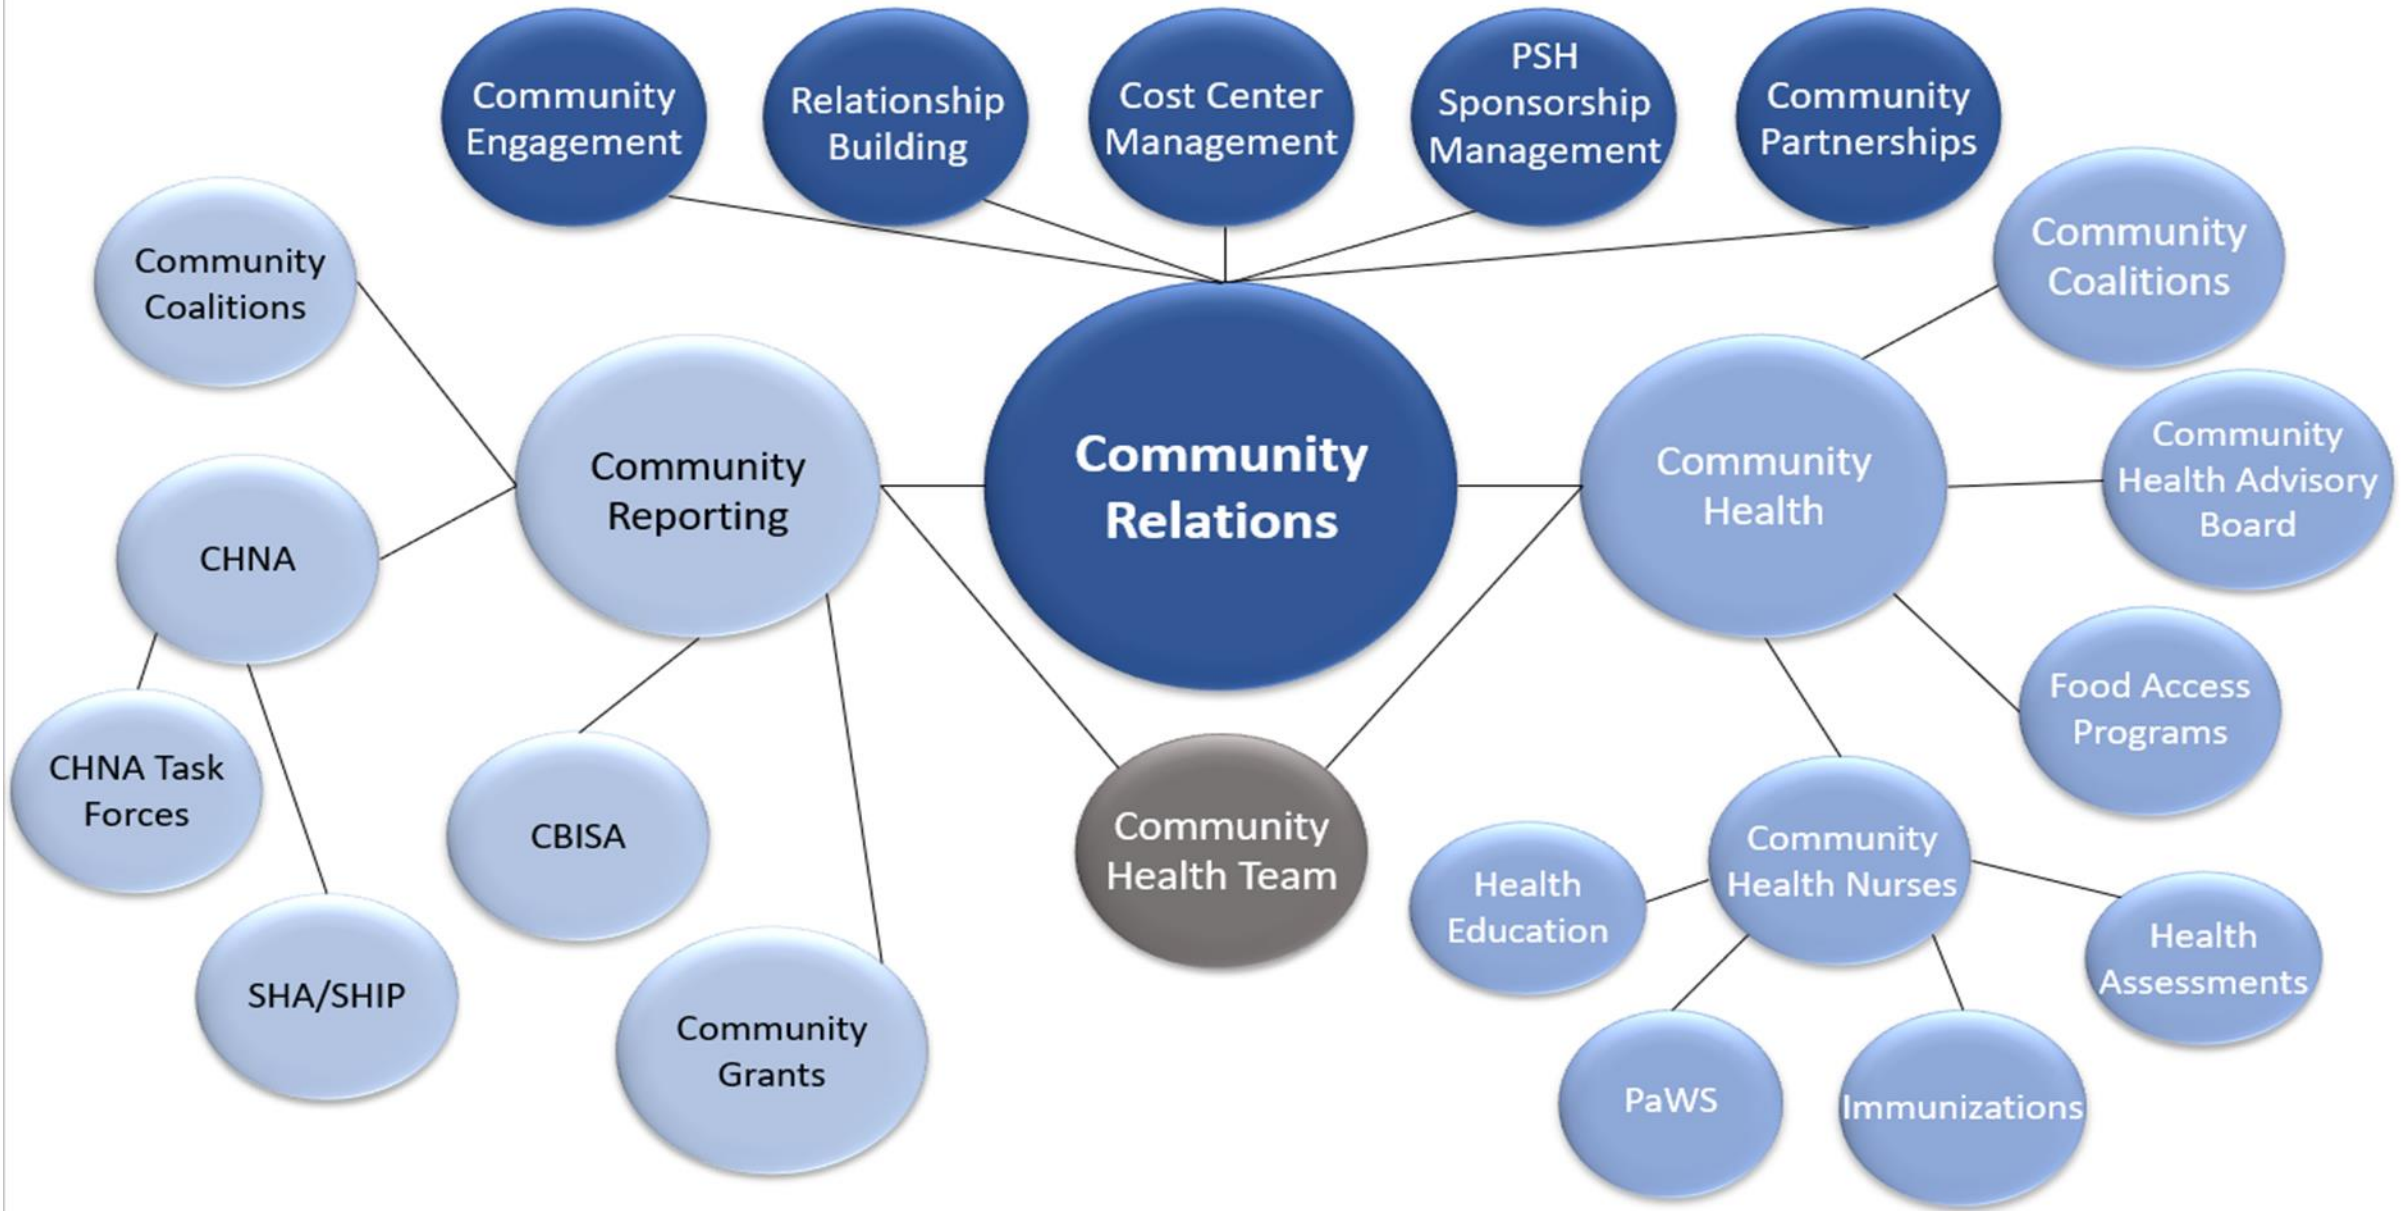 Community
Engagement
Relationship
Building
Cost Center
Management
PSH
Sponsorship
Management
Community
Partnerships
Community
Coalitions
Community
Coalitions
Community
Reporting
Community
Relations
Community
Health
Community
Health Advisory
Board
CHNA
Food Access
Programs
CHNA Task
Forces
CBISA
Community
Health Team
Community
Health Nurses
Health
Education
Health
Assessments
SHA/SHIP
Community
Grants
PaWS
Immunizations